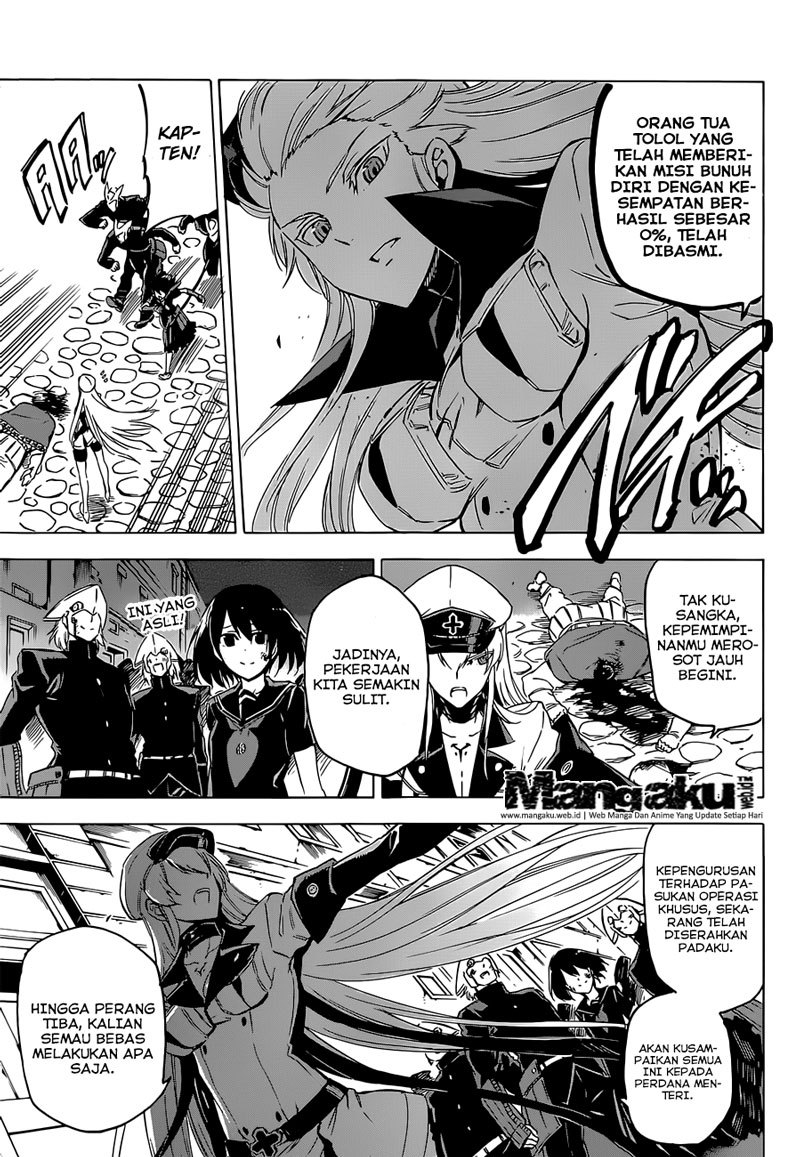 ORANG TUA
TOLOL YANG
TELAH MEMBERI-
KAN MISI BUNUH
DIRI DENGAN KE-
SEMPATAN BER-
HASIL SEBESAR
0%, TELAH
DIBASMI.
KAP-
TEN!
TAK KU-
SANGKA,
KEPEMIMPI-
NANMU MERO-
SOT JAUH
BEGINI.
JADINYA,
PEKERJAAN
KITA SEMAKIN
SULIT.
INI YANG
ASLI!
Mangaku
www.mangaku.web.id | Web Manga Dan Anime Yang Update Setiap Hari
KEPENGURUSAN
TERHADAP PA-
SUKAN OPERASI
KHUSUS, SEKA-
RANG TELAH
DISERAHKAN
PADAKU.
AKAN KUSAM-
PAIKAN SEMUA
INI KEPADA
PERDANA MEN-
TERI.
HINGGA PERANG
TIBA, KALIAN
SEMAU BEBAS
MELAKUKAN APA
SAJA.